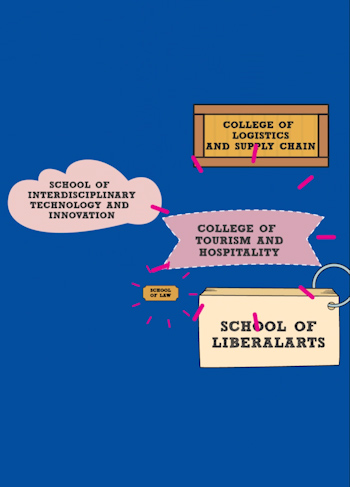 COLLEGE OF
LOGISTICS
AND SUPPLY CHAIN
SCHOOL OF
INTERDISCIPLINARY
TECHNOLOGY AND
INNOVATION
COLLEGE OF
TOURISM AND
HOSPITALITY
SCHOOL
OF LAW
SCHOOL OF
LIBERALARTS